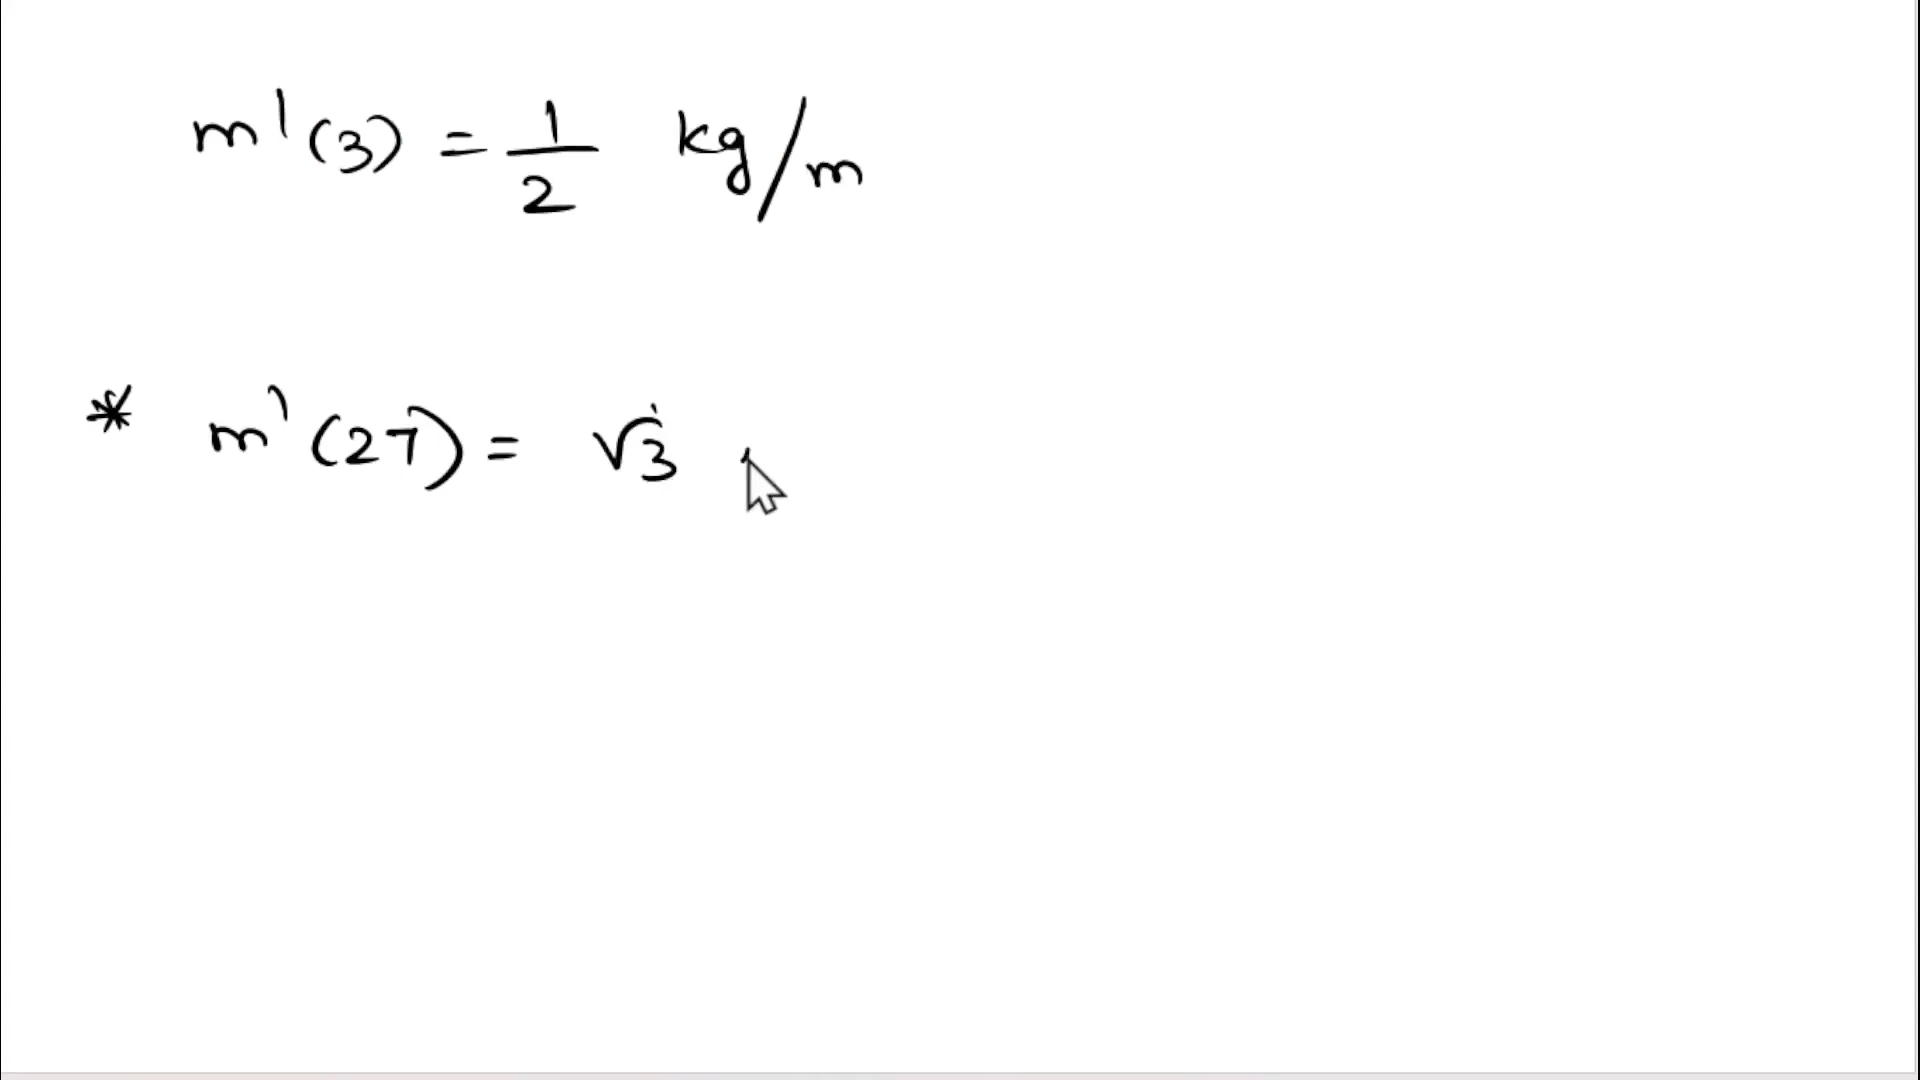 m'(3) = 1/2 kg/m
* m'(27) = √3